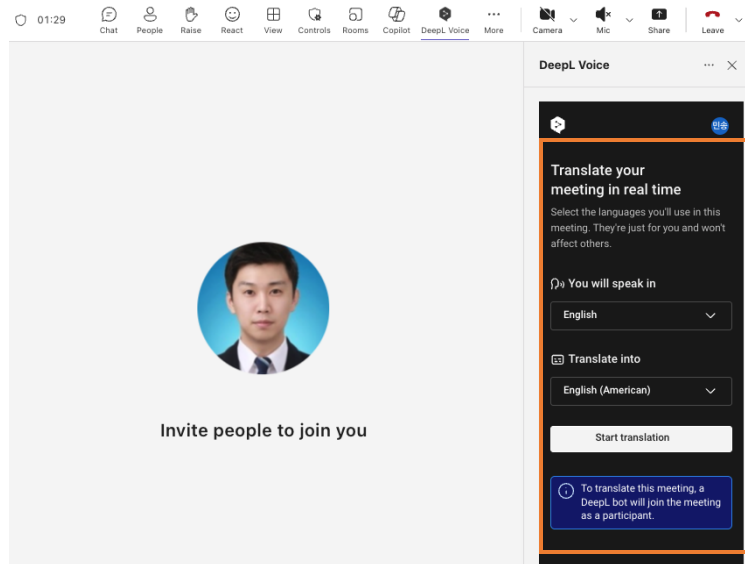 01:29
Chat
People
Raise
React
View
Controls
Rooms
Copilot
DeepL Voice
More
Camera
Mic
Share
Leave
DeepL Voice
민송
Translate your
meeting in real time
Select the languages you'll use in this
meeting. They're just for you and won't
affect others.
You will speak in
English
Translate into
English (American)
Start translation
To translate this meeting, a
DeepL bot will join the meeting
as a participant.
Invite people to join you